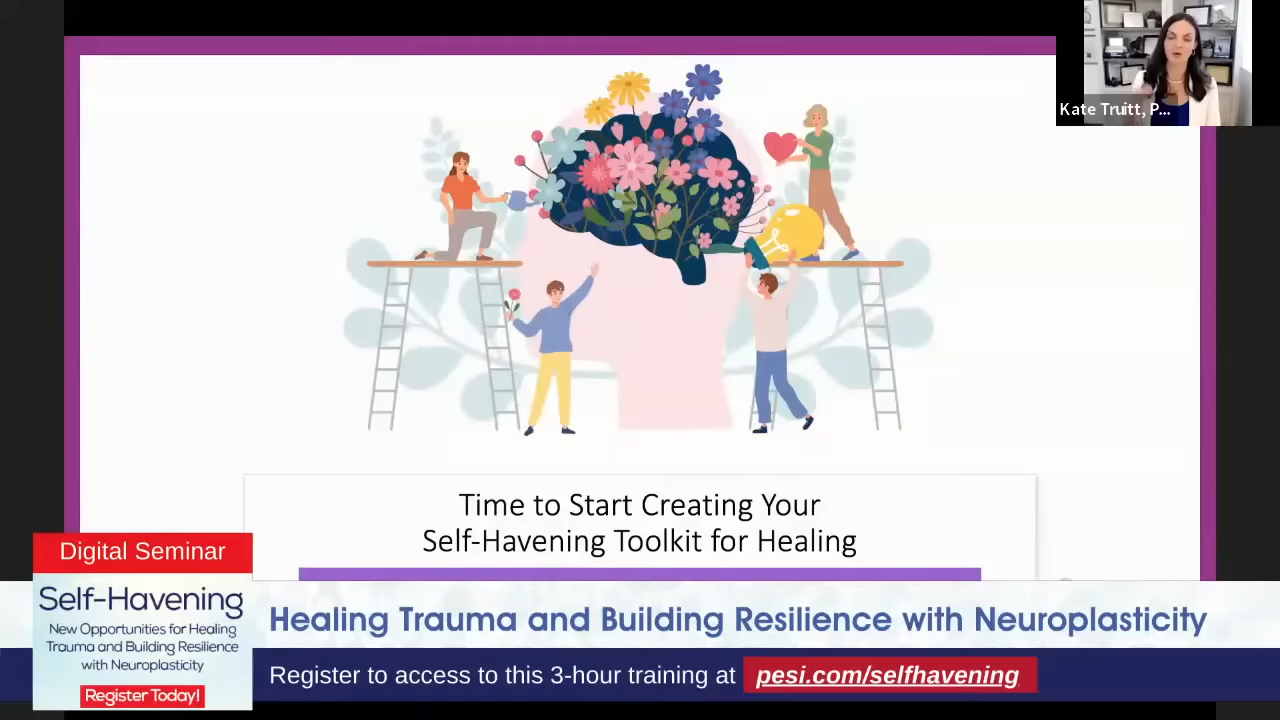 Kate Truitt, P...
Time to Start Creating Your
Self-Havening Toolkit for Healing
Digital Seminar
Self-Havening
New Opportunities for Healing
Trauma and Building Resilience
with Neuroplasticity
Register Today!
Healing Trauma and Building Resilience with Neuroplasticity
Register to access to this 3-hour training at pesi.com/selfhavening